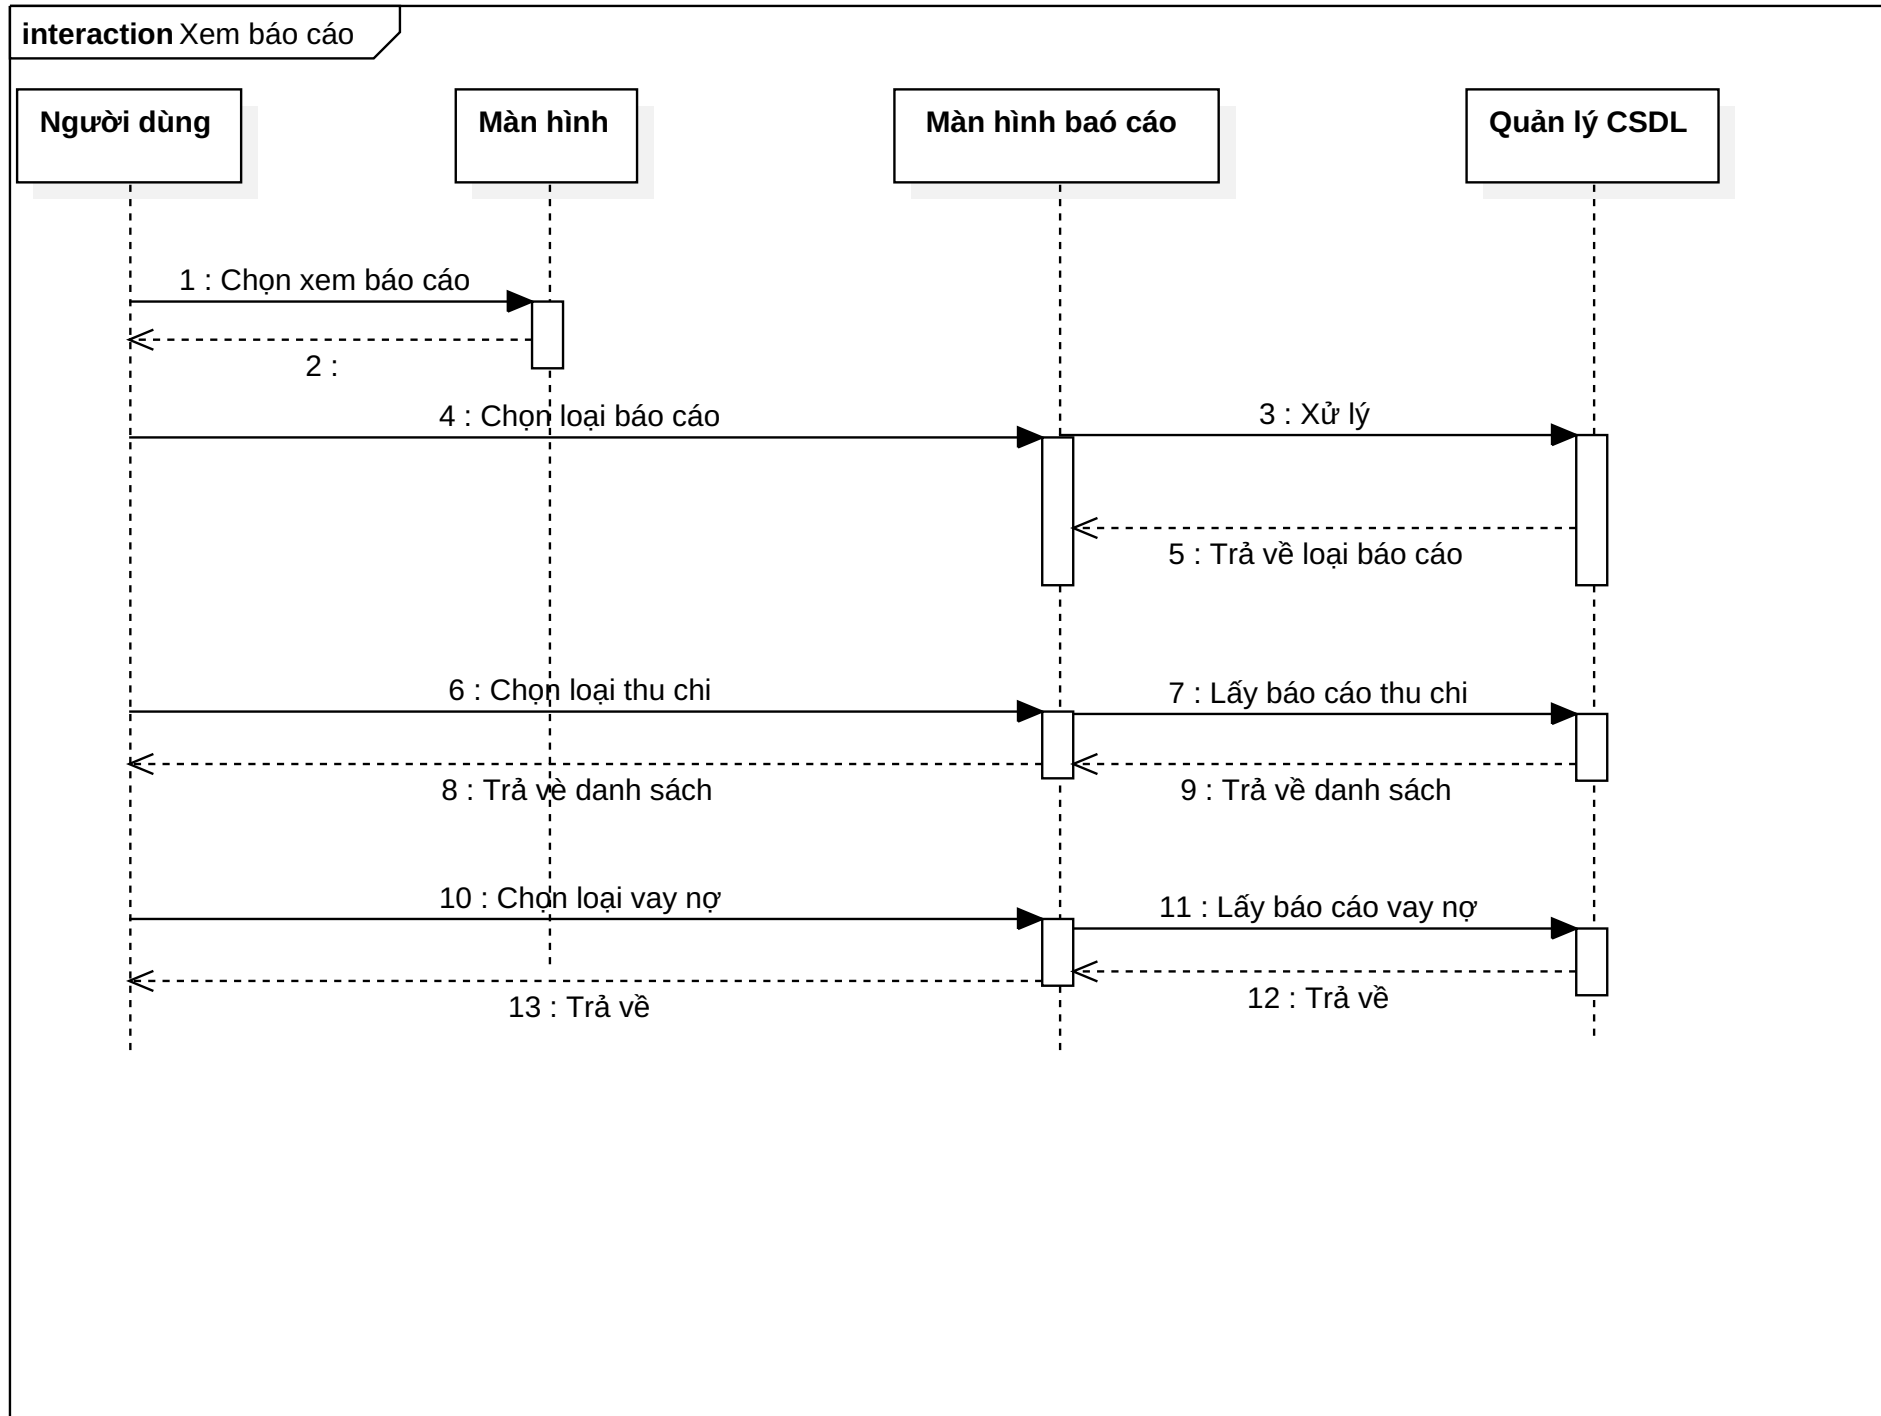 interaction Xem báo cáo
Người dùng
Màn hình
Màn hình baó cáo
Quản lý CSDL
1 : Chọn xem báo cáo
2 :
4 : Chọn loại báo cáo
3 : Xử lý
5 : Trả về loại báo cáo
6 : Chọn loại thu chi
7 : Lấy báo cáo thu chi
8 : Trả vè danh sách
9 : Trả về danh sách
10 : Chọn loại vay nợ
11 : Lấy báo cáo vay nợ
13 : Trả về
12 : Trả về